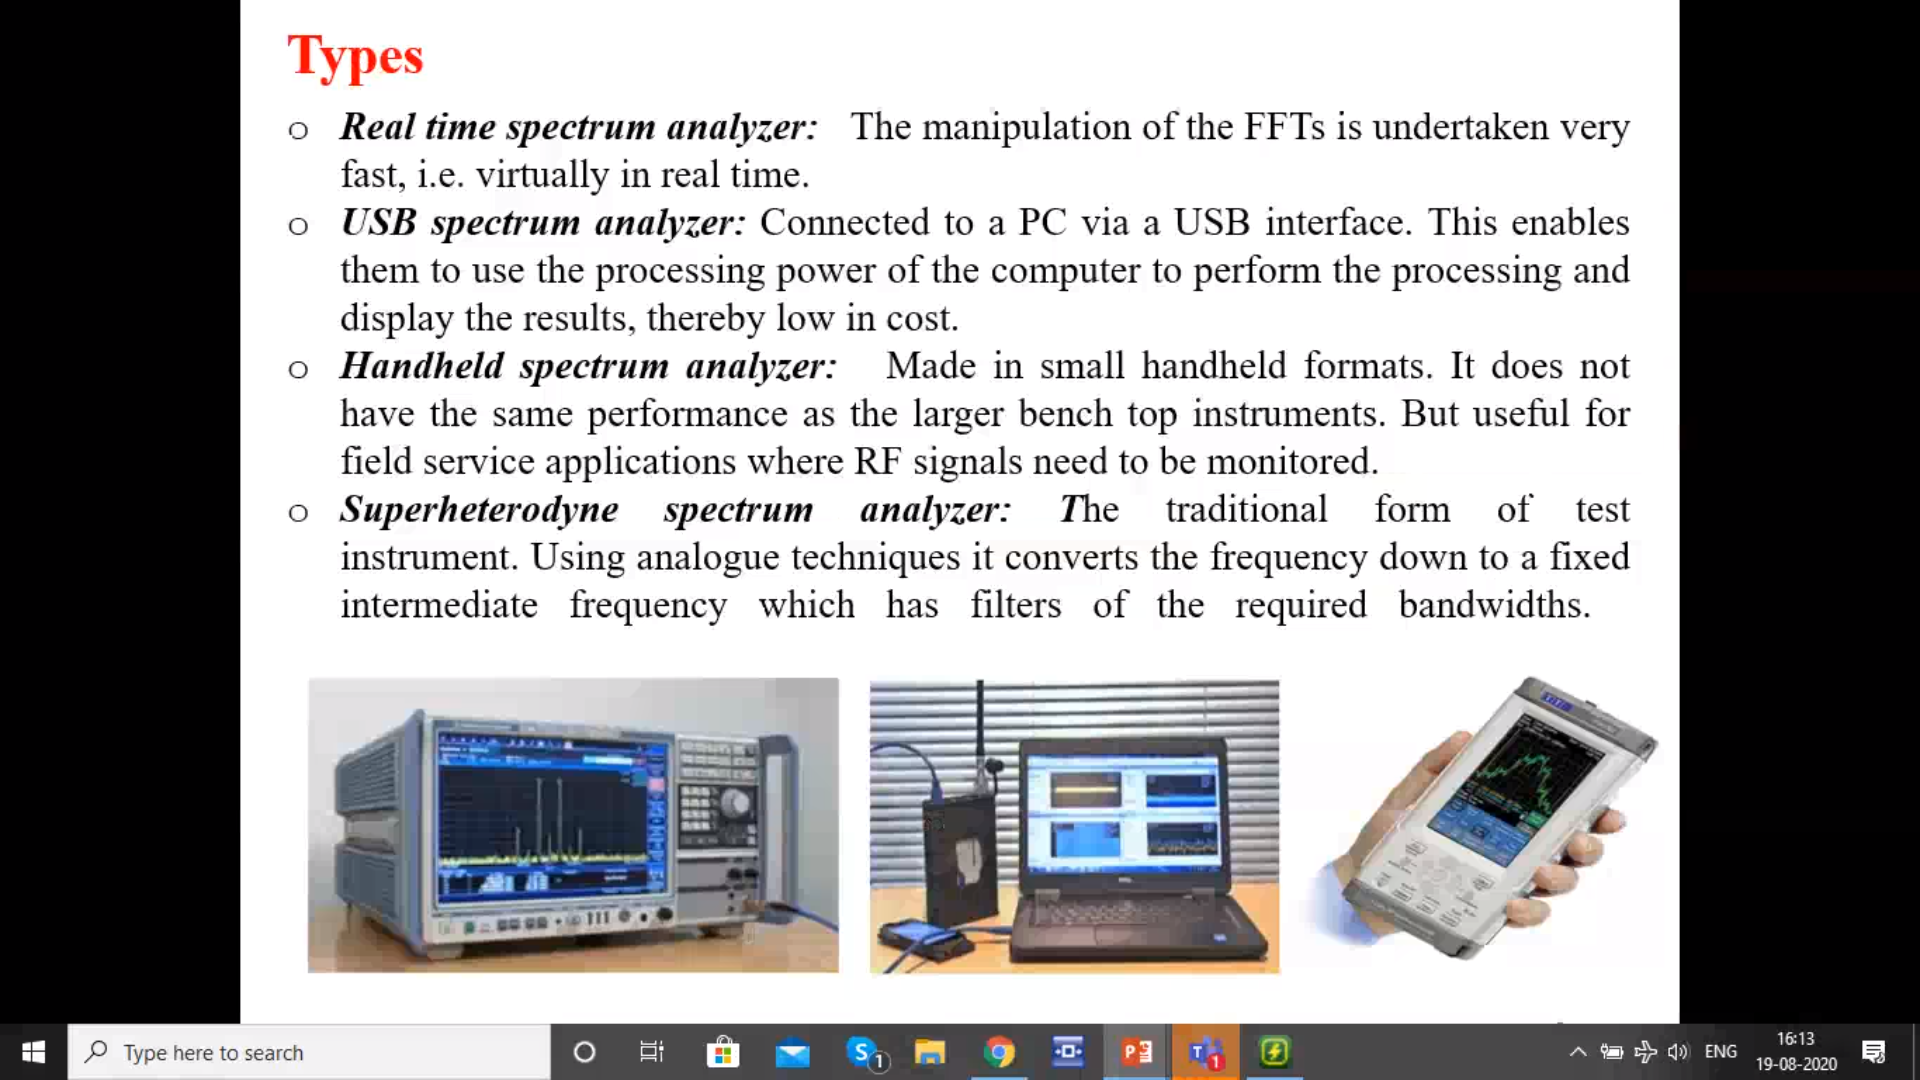 Types
o Real time spectrum analyzer: The manipulation of the FFTs is undertaken very
fast, i.e. virtually in real time.
o USB spectrum analyzer: Connected to a PC via a USB interface. This enables
them to use the processing power of the computer to perform the processing and
display the results, thereby low in cost.
o Handheld spectrum analyzer: Made in small handheld formats. It does not
have the same performance as the larger bench top instruments. But useful for
field service applications where RF signals need to be monitored.
o Superheterodyne spectrum analyzer: The traditional form of test
instrument. Using analogue techniques it converts the frequency down to a fixed
intermediate frequency which has filters of the required bandwidths.
Type here to search
ENG
16:13
19-08-2020